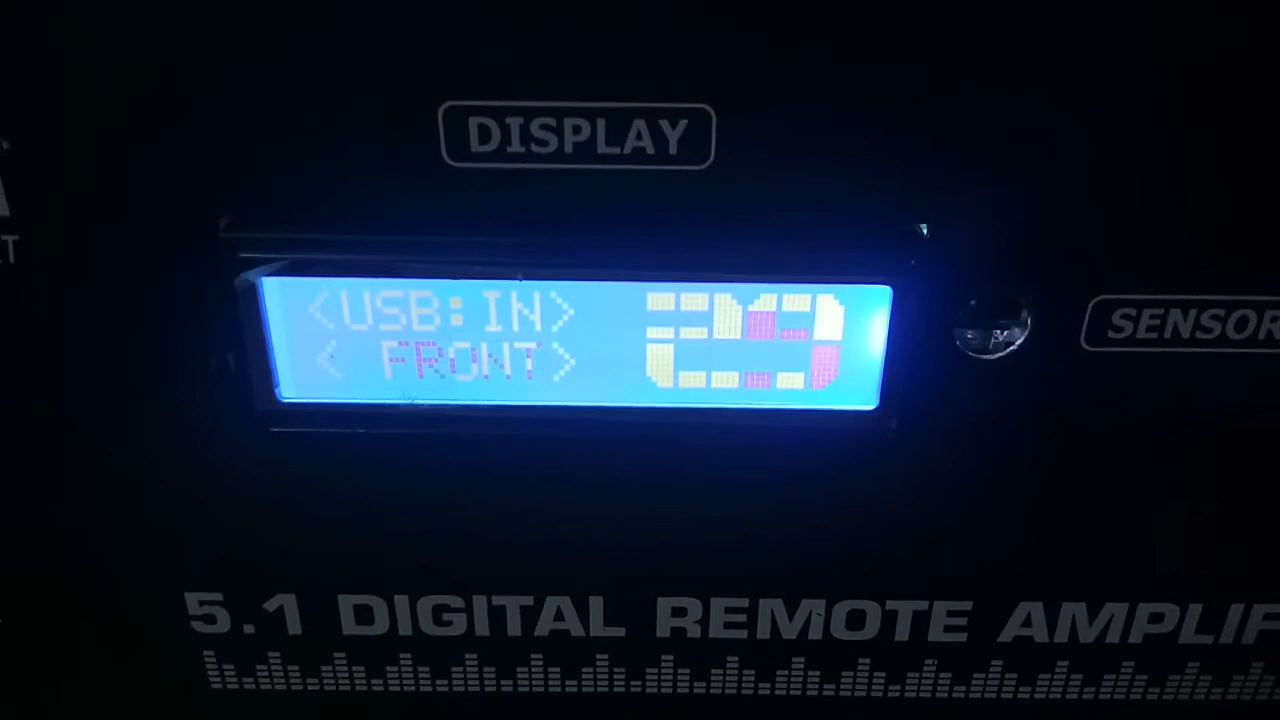 DISPLAY
<USB:IN>
< FRONT>
SENSOR
5.1 DIGITAL REMOTE AMPLIF